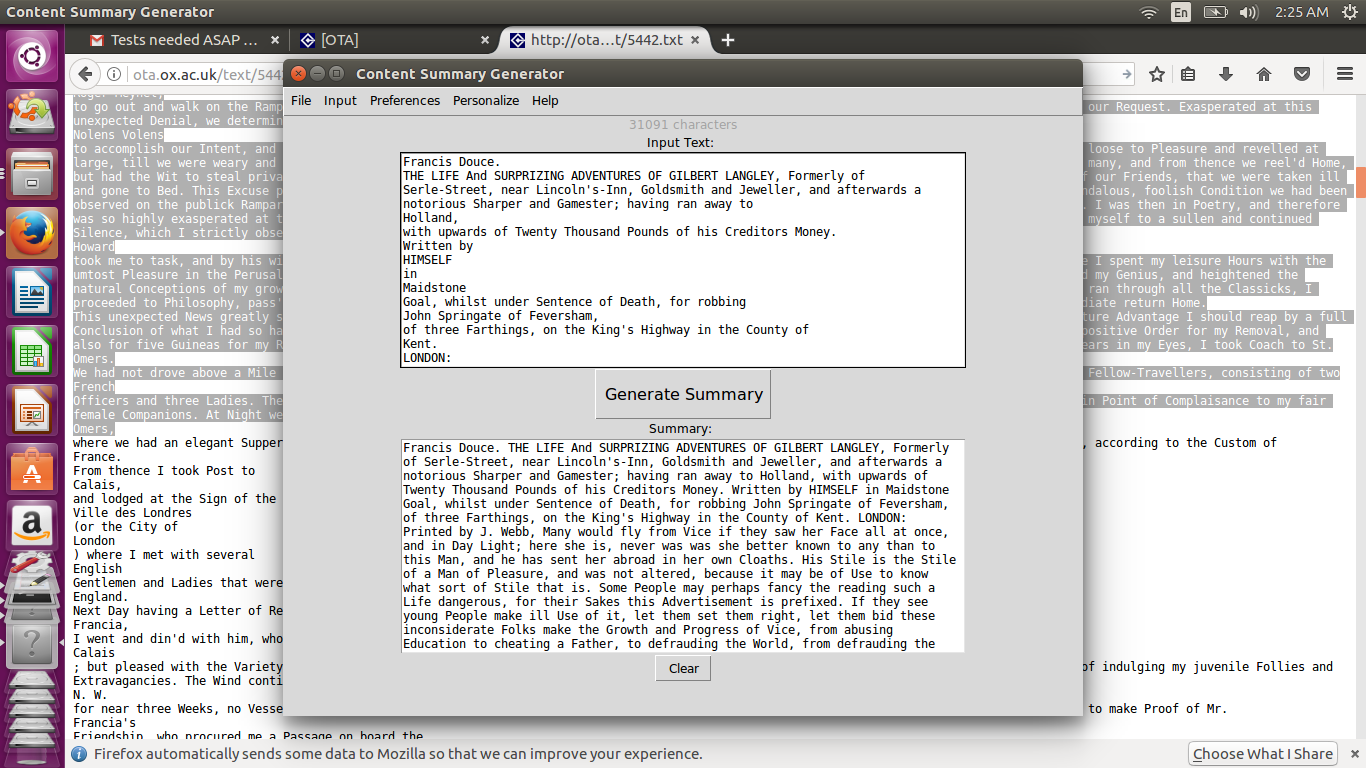 Content Summary Generator
En
2:25 AM
Tests needed ASAP ...
[OTA]
http://ota...t/5442.txt
ota.ox.ac.uk/text/544
Content Summary Generator
File Input Preferences Personalize Help
31091 characters
Input Text:
Francis Douce.
THE LIFE And SURPRIZING ADVENTURES OF GILBERT LANGLEY, Formerly of
Serle-Street, near Lincoln's-Inn, Goldsmith and Jeweller, and afterwards a
notorious Sharper and Gamester; having ran away to
Holland,
with upwards of Twenty Thousand Pounds of his Creditors Money.
Written by
HIMSELF
in
Maidstone
Goal, whilst under Sentence of Death, for robbing
John Springate of Feversham,
of three Farthings, on the King's Highway in the County of
Kent.
LONDON:
Generate Summary
Summary:
Francis Douce. THE LIFE And SURPRIZING ADVENTURES OF GILBERT LANGLEY, Formerly
of Serle-Street, near Lincoln's-Inn, Goldsmith and Jeweller, and afterwards a
notorious Sharper and Gamester; having ran away to Holland, with upwards of
Twenty Thousand Pounds of his Creditors Money. Written by HIMSELF in Maidstone
Goal, whilst under Sentence of Death, for robbing John Springate of Feversham,
of three Farthings, on the King's Highway in the County of Kent. LONDON:
Printed by J. Webb, Many would fly from Vice if they saw her Face all at once,
and in Day Light; here she is, never was was she better known to any than to
this Man, and he has sent her abroad in her own Cloaths. His Stile is the Stile
of a Man of Pleasure, and was not altered, because it may be of Use to know
what sort of Stile that is. Some People may perhaps fancy the reading such a
Life dangerous, for their Sakes this Advertisement is prefixed. If they see
young People make ill Use of it, let them set them right, let them bid these
inconsiderate Folks make the Growth and Progress of Vice, from abusing
Education to cheating a Father, to defrauding the World, from defrauding the
Clear
to go out and walk on the Ramp our Request. Exasperated at this
unexpected Denial, we determin
Nolens Volens
to accomplish our Intent, and loose to Pleasure and revelled at
large, till we were weary and many, and from thence we reel'd Home,
but had the Wit to steal priva f our Friends, that we were taken ill
and gone to Bed. This Excuse p ndalous, foolish Condition we had been
observed on the publick Rampar . I was then in Poetry, and therefore
was so highly exasperated at t myself to a sullen and continued
Silence, which I strictly obse
Howard
took me to task, and by his wi e I spent my leisure Hours with the
umtost Pleasure in the Perusal d my Genius, and heightened the
natural Conceptions of my grow ran through all the Classicks, I
proceeded to Philosophy, pass' diate return Home.
This unexpected News greatly s ture Advantage I should reap by a full
Conclusion of what I had so ha positive Order for my Removal, and
also for five Guineas for my R ears in my Eyes, I took Coach to St.
Omers.
We had not drove above a Mile Fellow-Travellers, consisting of two
French
Officers and three Ladies. The in Point of Complaisance to my fair
female Companions. At Night we
Omers,
where we had an elegant Supper , according to the Custom of
France.
From thence I took Post to
Calais,
and lodged at the Sign of the
Ville des Londres
(or the City of
London
) where I met with several
English
Gentlemen and Ladies that were
England.
Next Day having a Letter of Re
Francia,
I went and din'd with him, who
Calais
; but pleased with the Variety of indulging my juvenile Follies and
Extravagancies. The Wind conti
N. W.
for near three Weeks, no Vesse to make Proof of Mr.
Francia's
Friendship, who procured me a Passage on board the
Firefox automatically sends some data to Mozilla so that we can improve your experience.
Choose What I Share